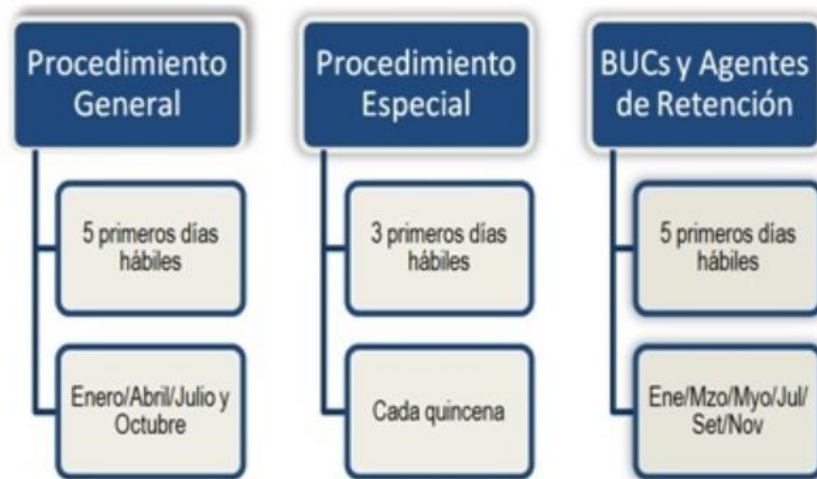 Procedimiento
General
5 primeros días
hábiles
Enero/Abril/Julio y
Octubre
Procedimiento
Especial
3 primeros días
hábiles
Cada quincena
BUCs y Agentes
de Retención
5 primeros días
hábiles
Ene/Mzo/Myo/Jul/
Set/Nov